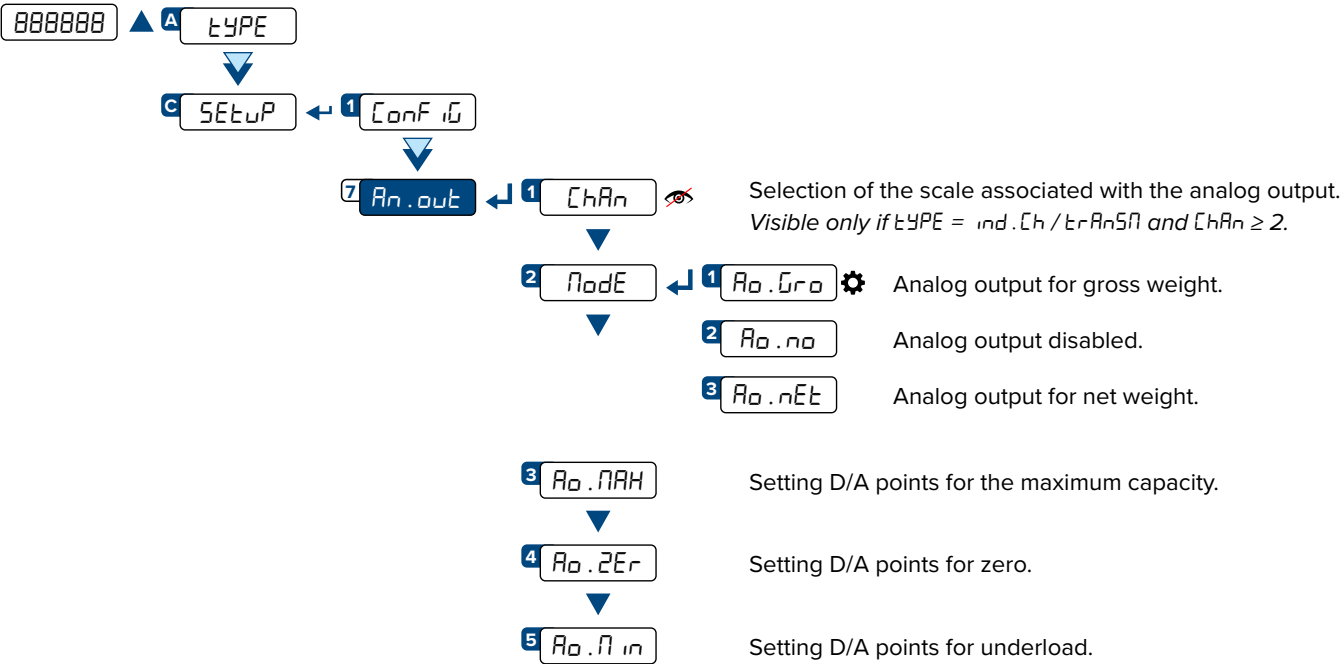 888888
A tYPE
C SEtuP
1 ConFiG
7 An.out
1 ChAn
Selection of the scale associated with the analog output.
Visible only if tYPE = ind.Ch / trAnSM and ChAn ≥ 2.
2 ModE
1 Ao.Gro
Analog output for gross weight.
2 Ao.no
Analog output disabled.
3 Ao.nEt
Analog output for net weight.
3 Ao.MAX
Setting D/A points for the maximum capacity.
4 Ao.ZEr
Setting D/A points for zero.
5 Ao.Min
Setting D/A points for underload.